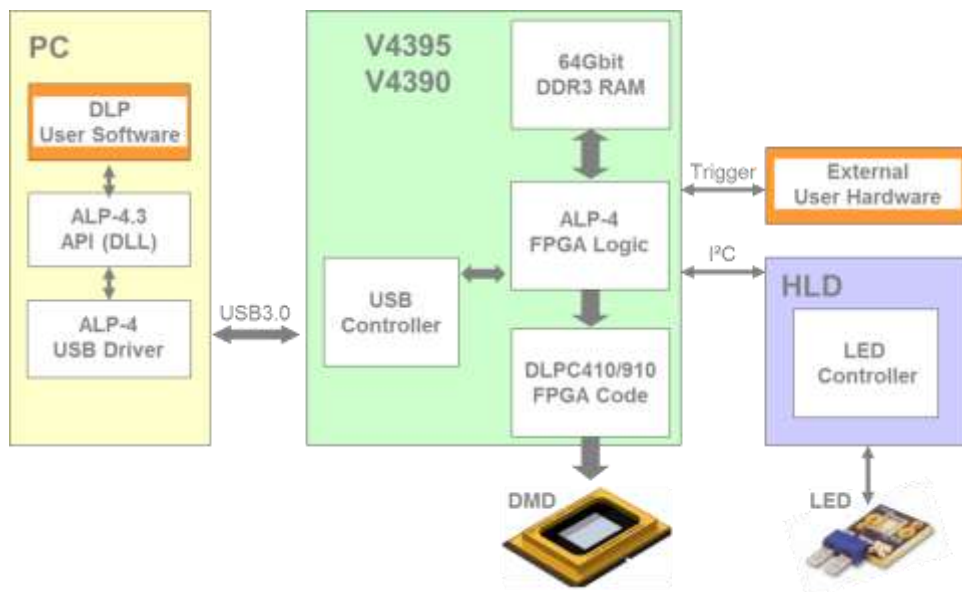 PC
DLP
User Software
ALP-4.3
API (DLL)
ALP-4
USB Driver
USB3.0
V4395
V4390
64Gbit
DDR3 RAM
ALP-4
FPGA Logic
USB
Controller
DLPC410/910
FPGA Code
DMD
Trigger
External
User Hardware
I²C
HLD
LED
Controller
LED